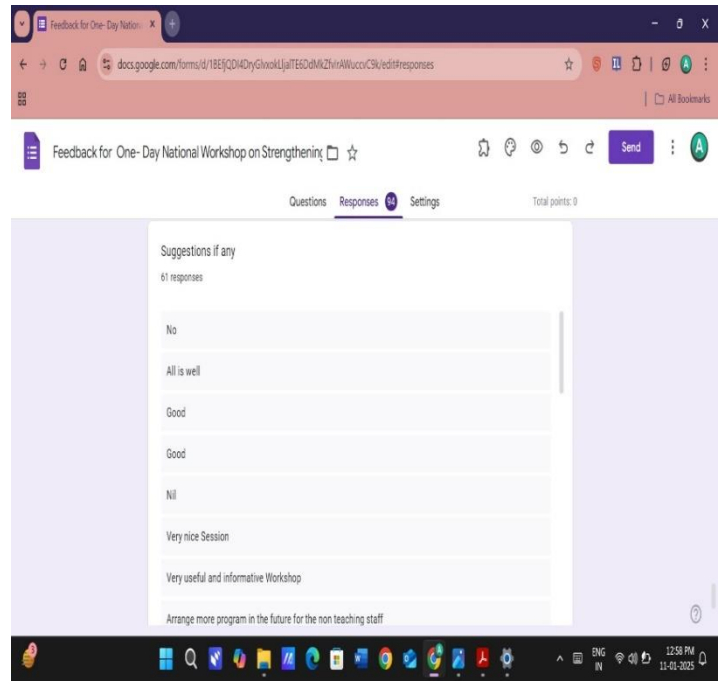 Feedback for One- Day Nationa
docs.google.com/forms/d/
/edit#responses
All Bookmarks
Feedback for One- Day National Workshop on Strengthening
Send
A
Questions Responses 94 Settings
Total points: 0
Suggestions if any
61 responses
No
All is well
Good
Good
Nil
Very nice Session
Very useful and informative Workshop
Arrange more program in the future for the non teaching staff
ENG
IN
12:58 PM
11-01-2025